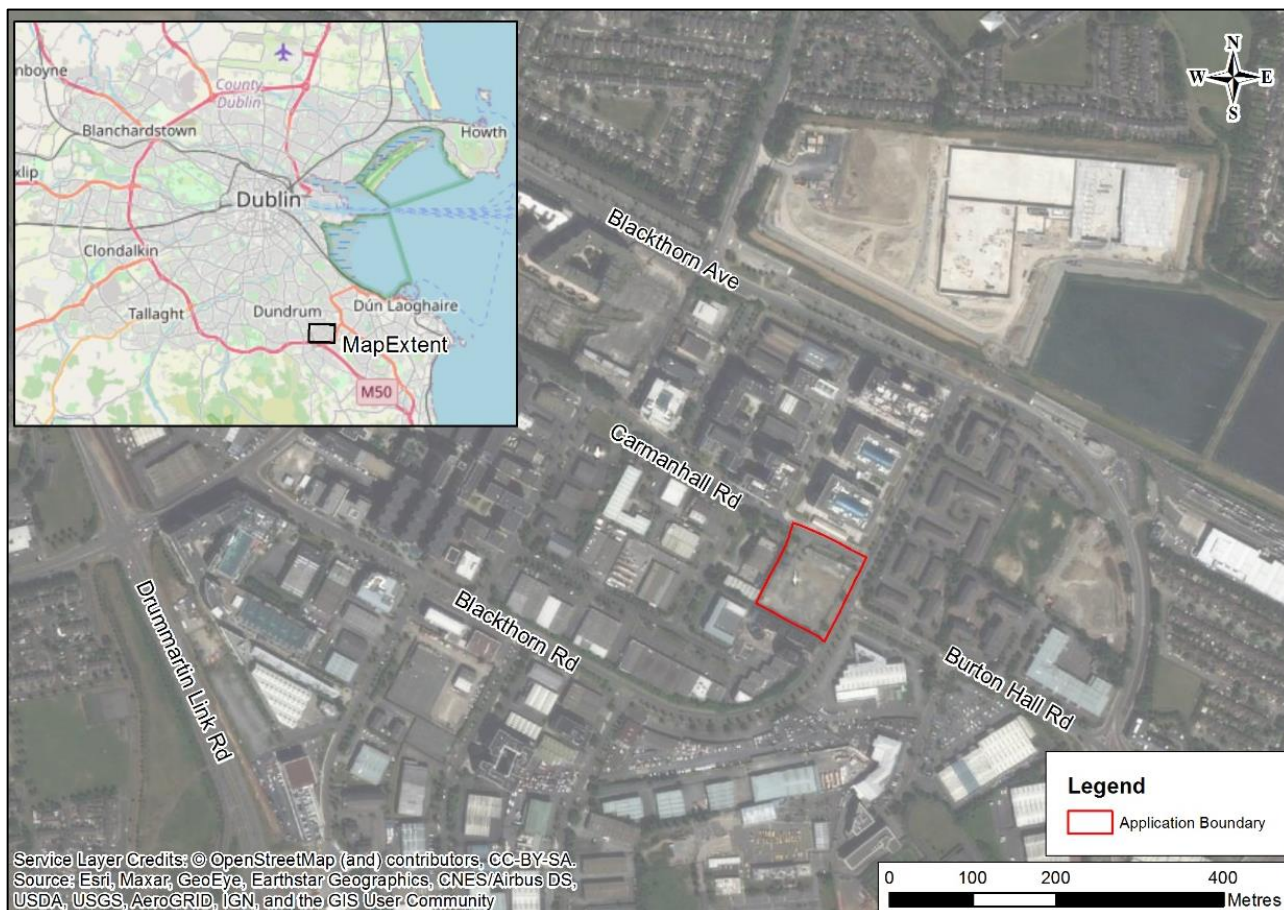 nboyne
County
Dublin
Blanchardstown
Howth
xlip
Dublin
Clondalkin
Tallaght
Dundrum
Dún Laoghaire
MapExtent
M50
N
W
E
S
Blackthorn Ave
Carmanhall Rd
Blackthorn Rd
Drummartin Link Rd
Burton Hall Rd
Legend
Application Boundary
Service Layer Credits: © OpenStreetMap (and) contributors, CC-BY-SA.
Source: Esri, Maxar, GeoEye, Earthstar Geographics, CNES/Airbus DS,
USDA, USGS, AeroGRID, IGN, and the GIS User Community
0 100 200 400
Metres